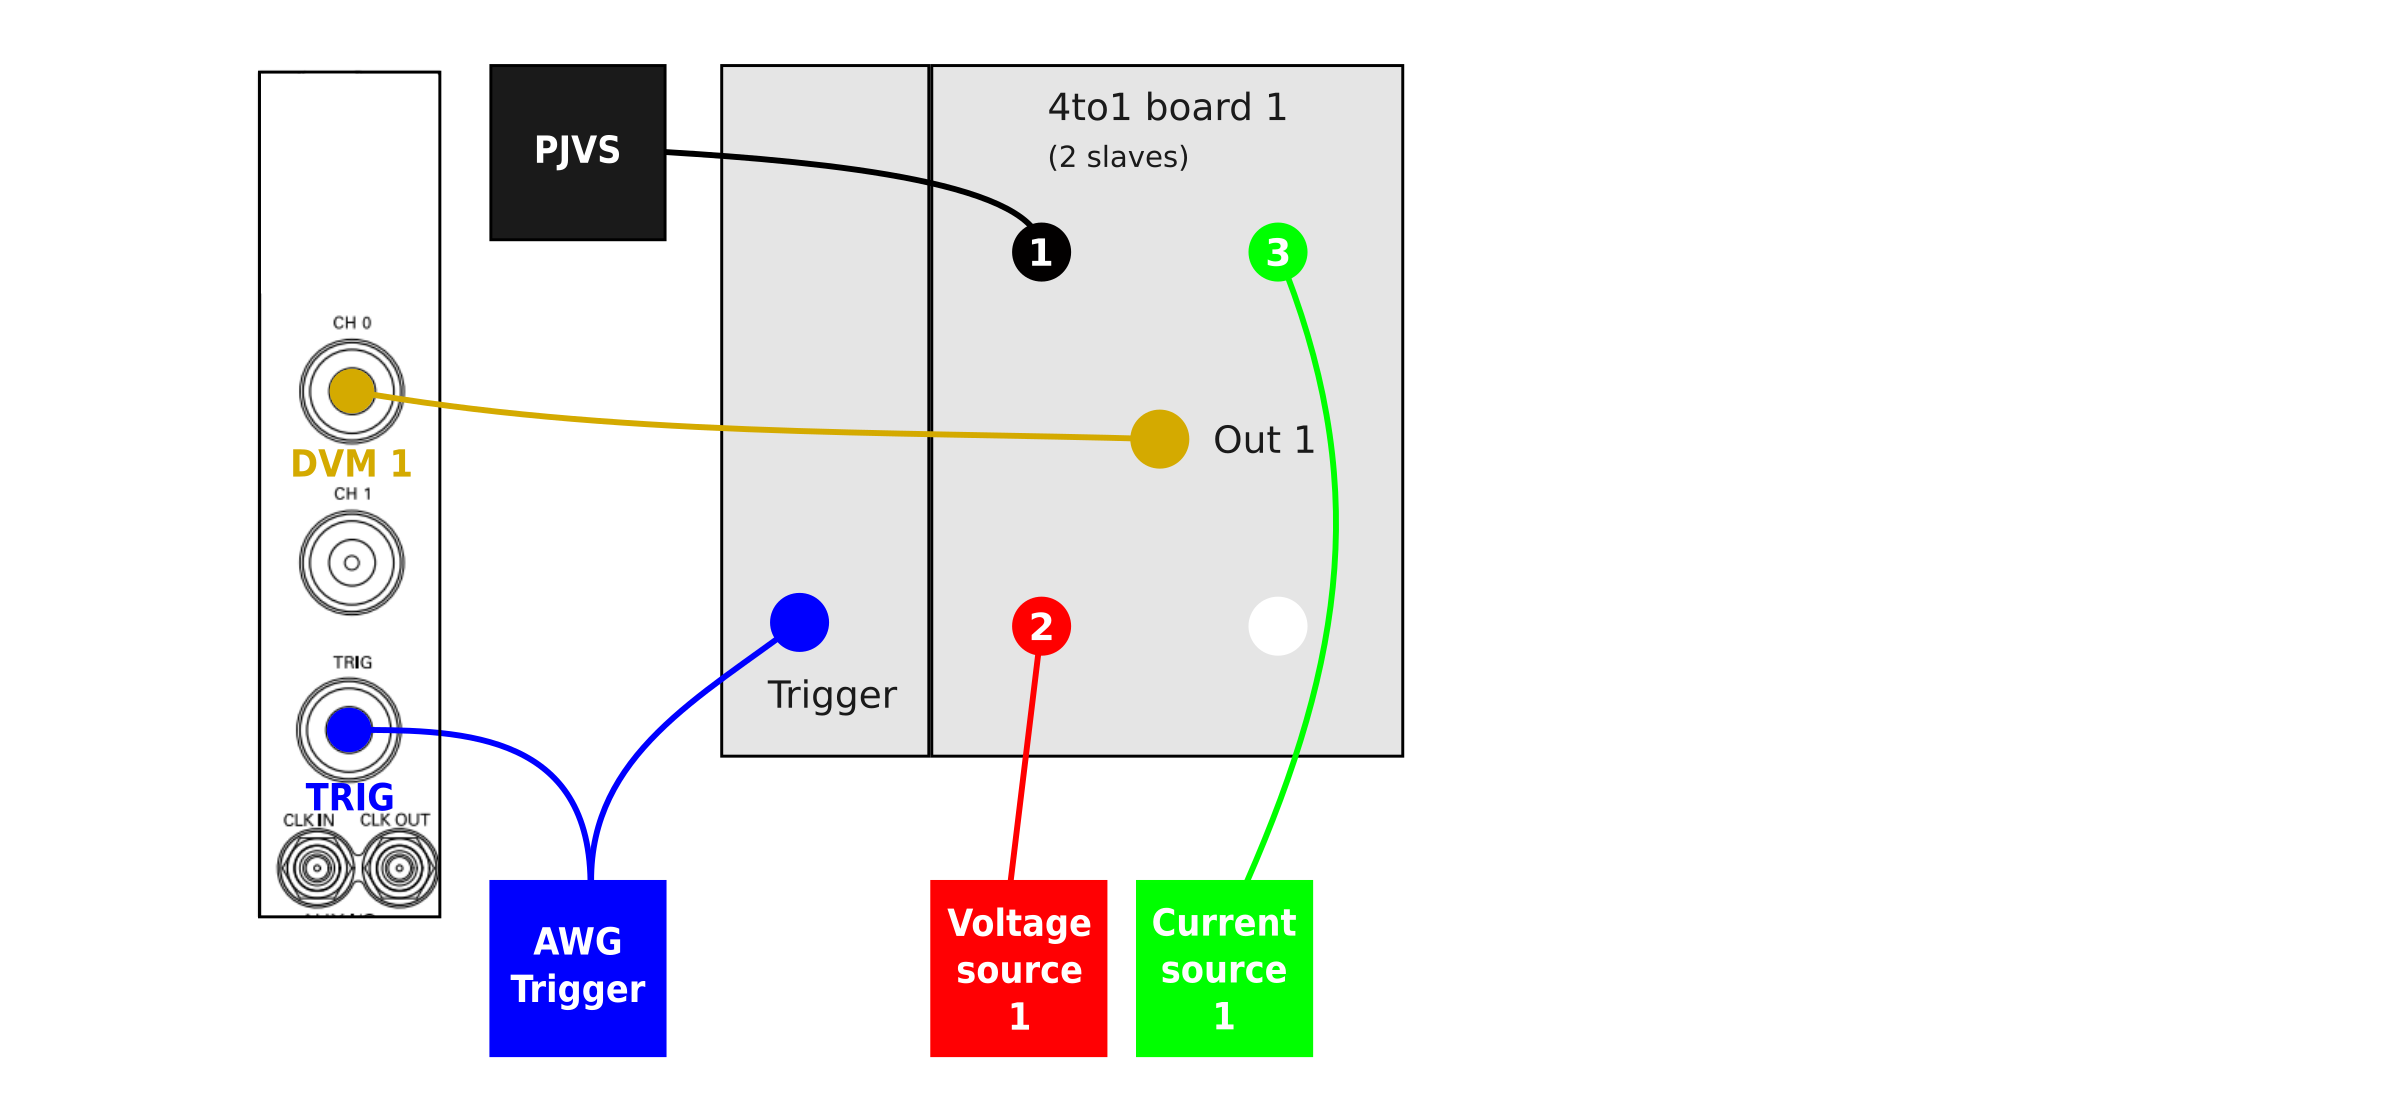 PJVS
4to1 board 1
(2 slaves)
1
3
CH 0
DVM 1
Out 1
CH 1
2
TRIG
Trigger
TRIG
CLK IN
CLK OUT
AWG
Trigger
Voltage
source
1
Current
source
1